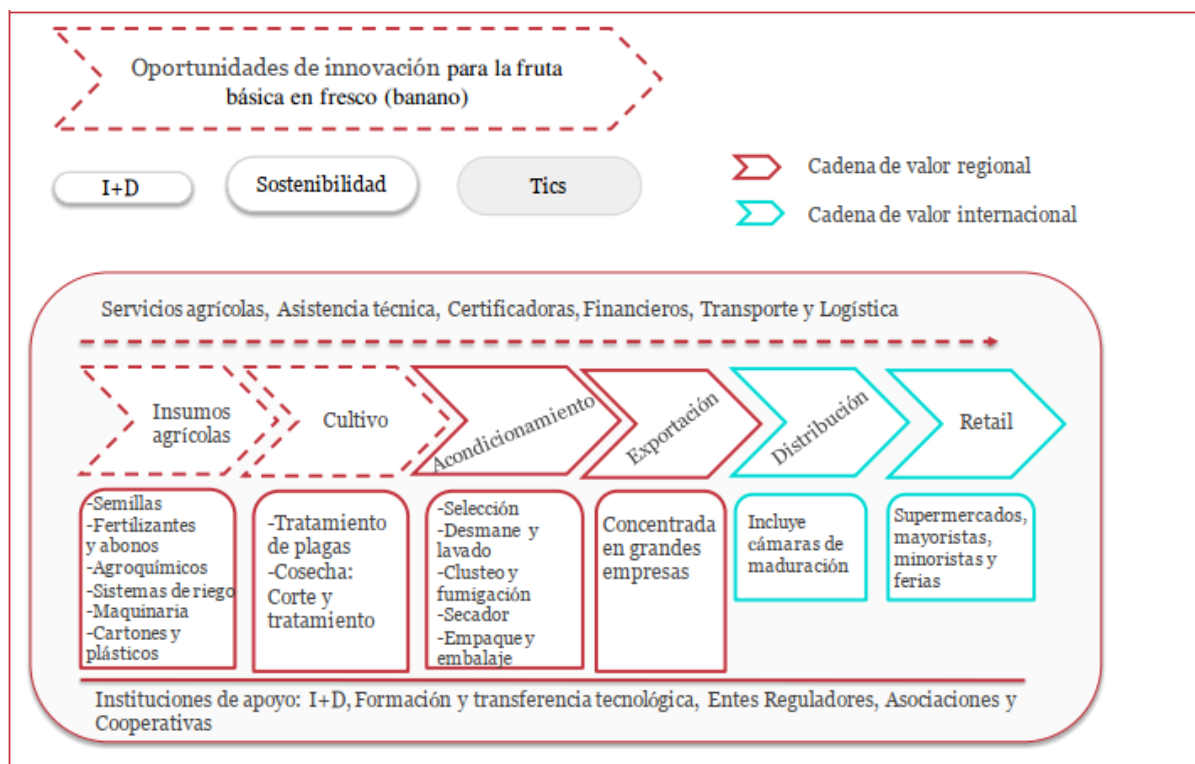 Oportunidades de innovación para la fruta
básica en fresco (banano)
I+D
Sostenibilidad
Tics
Cadena de valor regional
Cadena de valor internacional
Servicios agrícolas, Asistencia técnica, Certificadoras, Financieros, Transporte y Logística
Insumos
agrícolas
Cultivo
Acondicionamiento
Exportación
Distribución
Retail
-Semillas
-Fertilizantes
y abonos
-Agroquímicos
-Sistemas de riego
-Maquinaria
-Cartones y
plásticos
-Tratamiento
de plagas
-Cosecha:
Corte y
tratamiento
-Selección
-Desmane y
lavado
-Clusteo y
fumigación
-Secador
-Empaque y
embalaje
Concentrada
en grandes
empresas
Incluye
cámaras de
maduración
Supermercados,
mayoristas,
minoristas y
ferias
Instituciones de apoyo: I+D, Formación y transferencia tecnológica, Entes Reguladores, Asociaciones y
Cooperativas